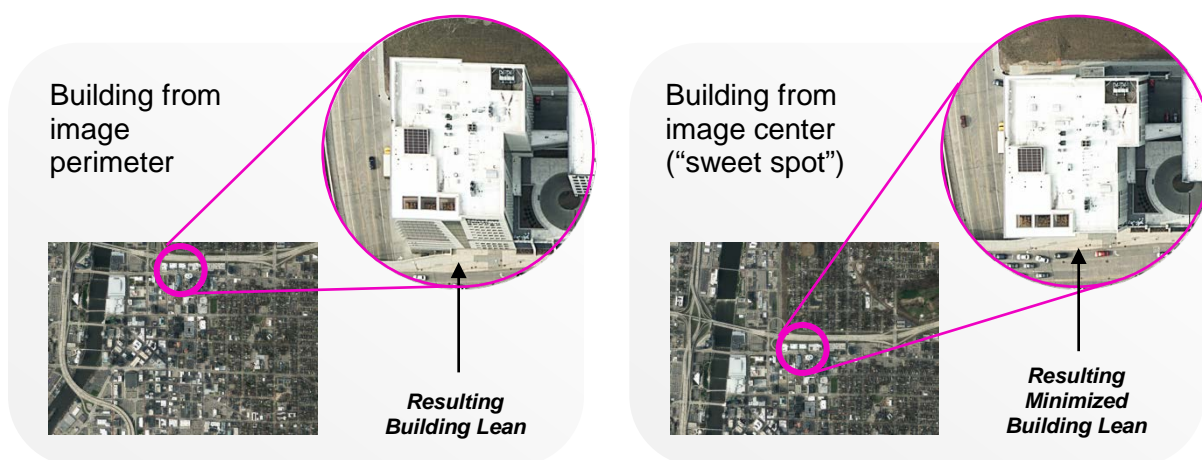 Building from
image
perimeter
Resulting
Building Lean
Building from
image center
(“sweet spot”)
Resulting
Minimized
Building Lean